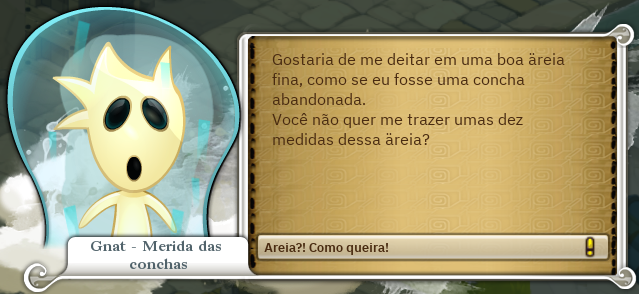 Gostaria de me deitar em uma boa äreia
fina, como se eu fosse uma concha
abandonada.
Você não quer me trazer umas dez
medidas dessa äreia?
Gnat - Merida das
conchas
Areia?! Como queira!